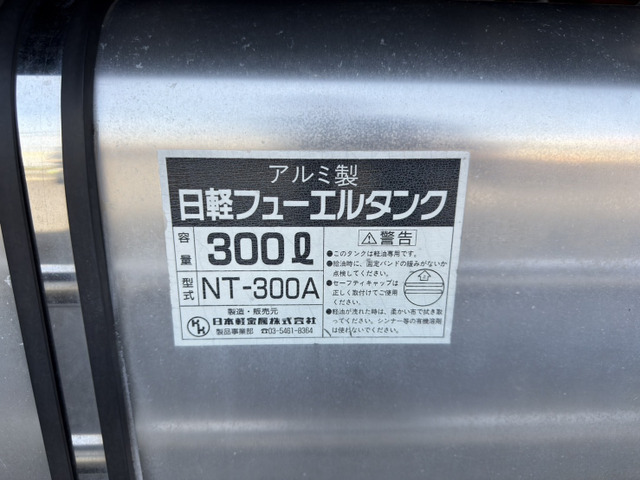 アルミ製
日軽フューエルタンク
容量 300ℓ
型式 NT-300A
製造・販売元
日本軽金属株式会社
製品事業部 ☎03-5461-8364
⚠警告
●このタンクは軽油専用です。
●給油時に、固定バンドの緩みがないか
点検してください。
●セーフティキャップは
正しく取付けてご使用
ください。
●軽油が洩れた時は、柔かい布で拭き取
ってください。シンナー等の有機溶剤
は使わないでください。